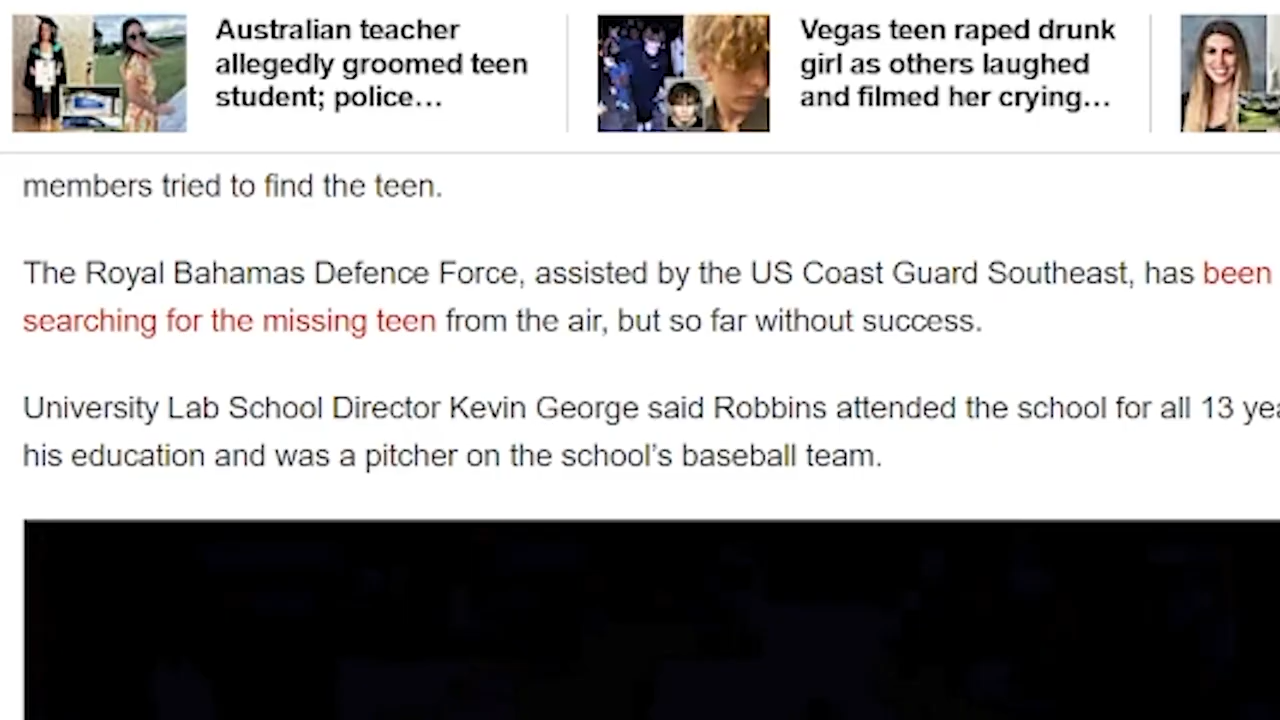 Australian teacher
allegedly groomed teen
student; police...
Vegas teen raped drunk
girl as others laughed
and filmed her crying...
members tried to find the teen.
The Royal Bahamas Defence Force, assisted by the US Coast Guard Southeast, has been
searching for the missing teen from the air, but so far without success.
University Lab School Director Kevin George said Robbins attended the school for all 13 yea
his education and was a pitcher on the school’s baseball team.